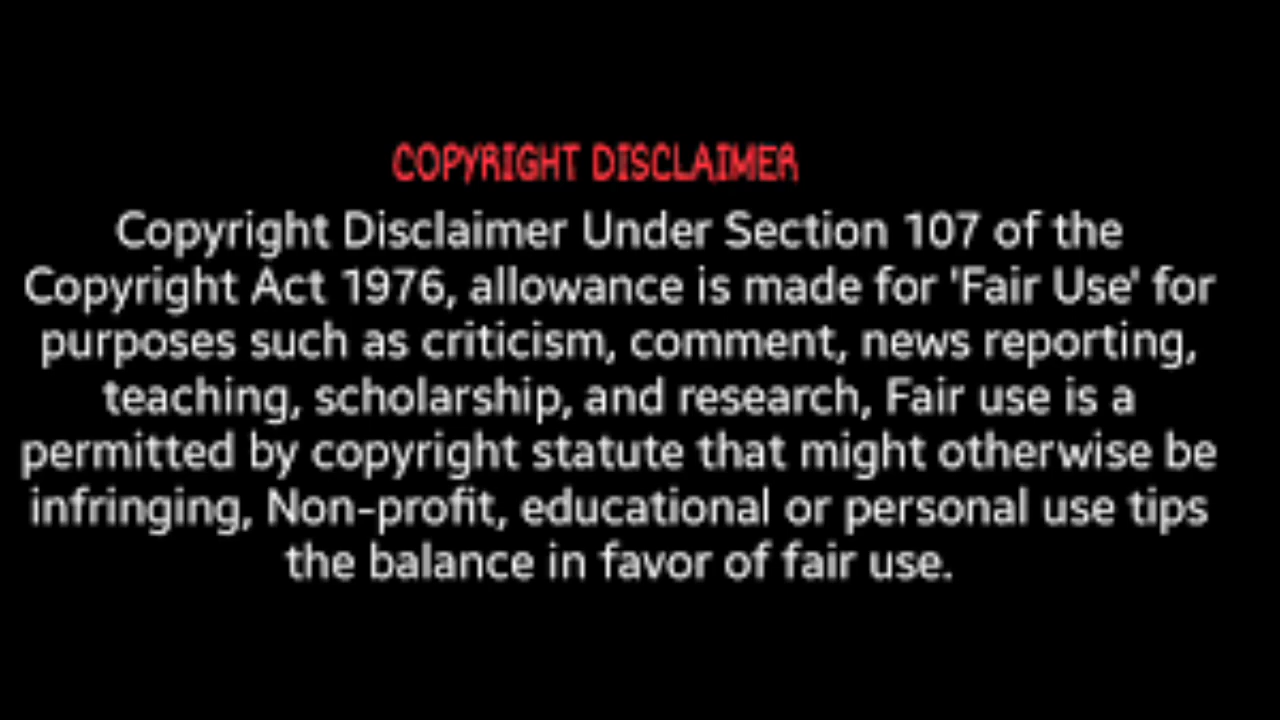 COPYRIGHT DISCLAIMER
Copyright Disclaimer Under Section 107 of the
Copyright Act 1976, allowance is made for 'Fair Use' for
purposes such as criticism, comment, news reporting,
teaching, scholarship, and research, Fair use is a
permitted by copyright statute that might otherwise be
infringing, Non-profit, educational or personal use tips
the balance in favor of fair use.